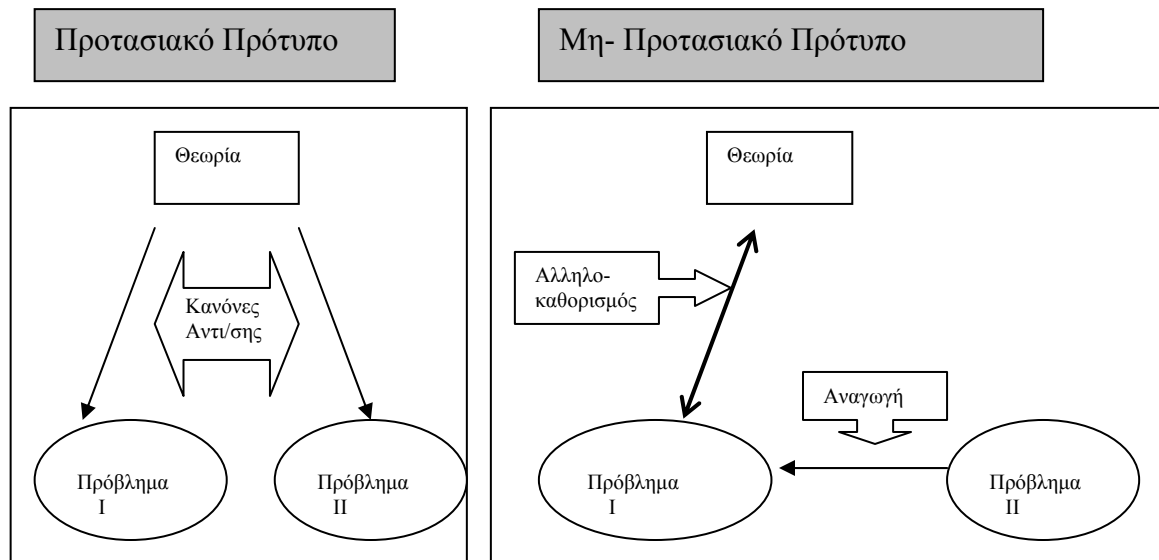 Προτασιακό Πρότυπο
Μη- Προτασιακό Πρότυπο
Θεωρία
Κανόνες
Αντι/σης
Πρόβλημα
I
Πρόβλημα
II
Θεωρία
Αλληλο-
καθορισμός
Αναγωγή
Πρόβλημα
I
Πρόβλημα
II